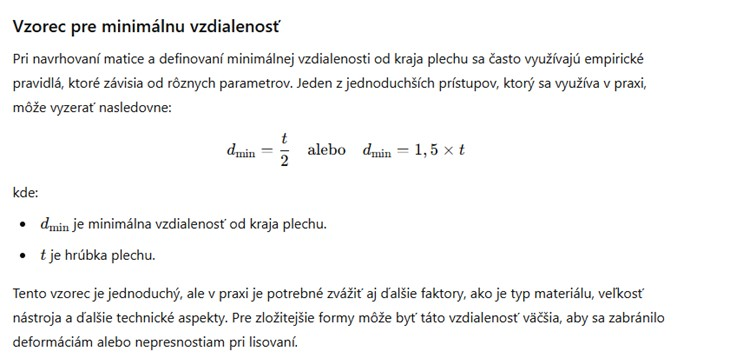 Vzorec pre minimálnu vzdialenosť
Pri navrhovaní matice a definovaní minimálnej vzdialenosti od kraja plechu sa často využívajú empirické
pravidlá, ktoré závisia od rôznych parametrov. Jeden z jednoduchších prístupov, ktorý sa využíva v praxi,
môže vyzerať nasledovne:
d_min = t/2 alebo d_min = 1,5 × t
kde:
• d_min je minimálna vzdialenosť od kraja plechu.
• t je hrúbka plechu.
Tento vzorec je jednoduchý, ale v praxi je potrebné zvážiť aj ďalšie faktory, ako je typ materiálu, veľkosť
nástroja a ďalšie technické aspekty. Pre zložitejšie formy môže byť táto vzdialenosť väčšia, aby sa zabránilo
deformáciám alebo nepresnostiam pri lisovaní.